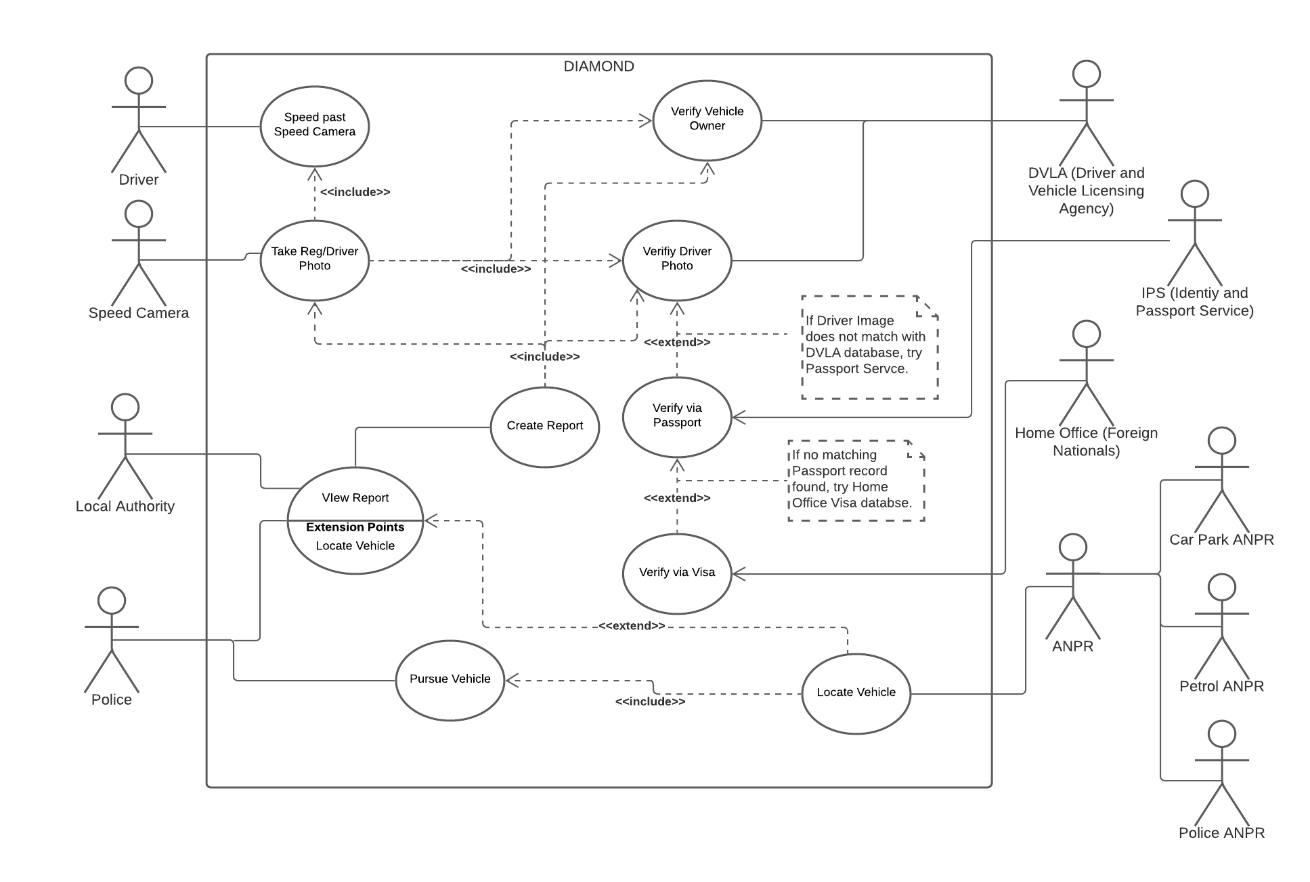 DIAMOND
Driver
Speed past
Speed Camera
Verify Vehicle
Owner
DVLA (Driver and
Vehicle Licensing
Agency)
<<include>>
Speed Camera
Take Reg/Driver
Photo
<<include>>
Verifiy Driver
Photo
IPS (Identiy and
Passport Service)
<<include>>
<<extend>>
If Driver Image
does not match with
DVLA database, try
Passport Servce.
Create Report
Verify via
Passport
Home Office (Foreign
Nationals)
Local Authority
VIew Report
Extension Points
Locate Vehicle
<<extend>>
If no matching
Passport record
found, try Home
Office Visa databse.
Car Park ANPR
Verify via Visa
ANPR
<<extend>>
Police
Pursue Vehicle
<<include>>
Locate Vehicle
Petrol ANPR
Police ANPR